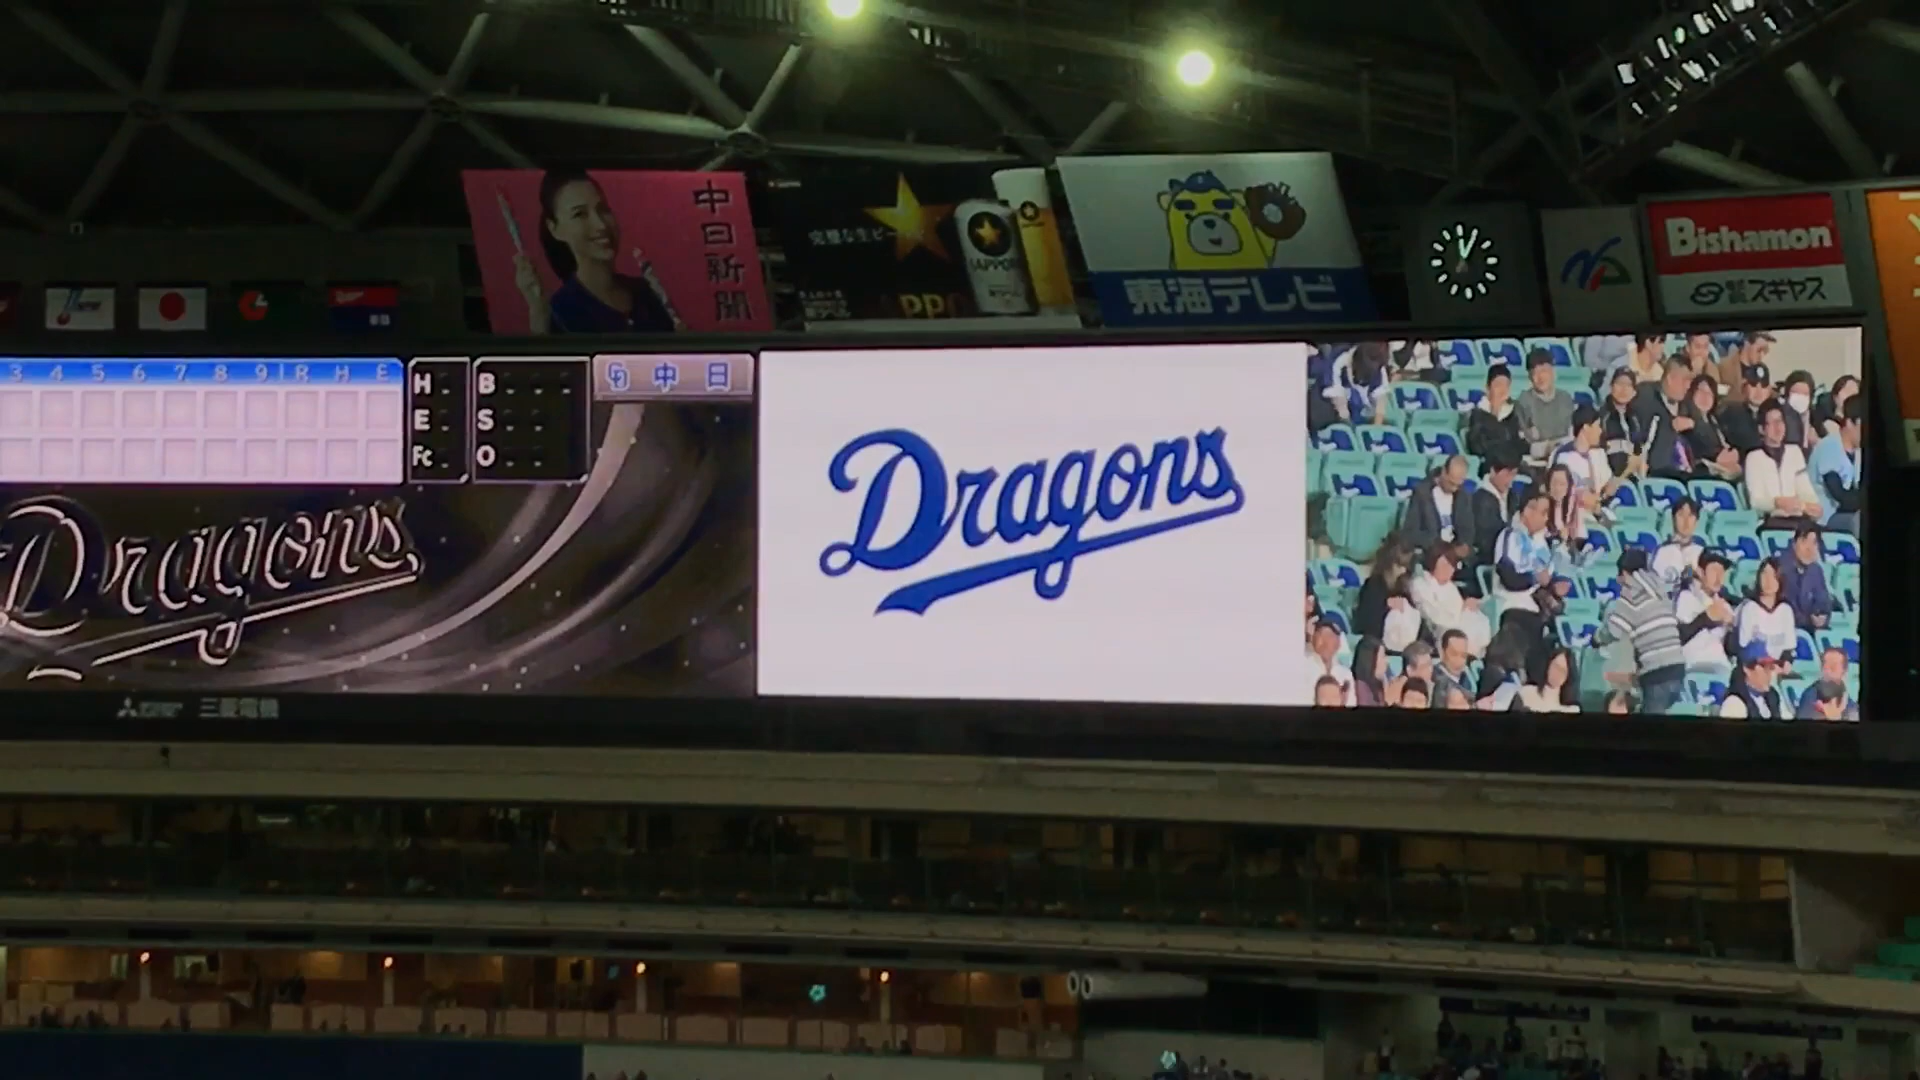 中日新聞
完璧な生ビー
SAPPORO
東海テレビ
Bishamon
スギヤス
3 4 5 6 7 8 9 R H E
H
E
Fc
B
S
O
中日
Dragons
Dragons
三菱電機